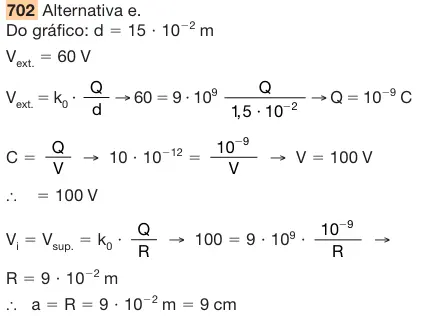 702 Alternativa e.
Do gráfico: d = 15 · 10⁻² m
Vext. = 60 V
Vext. = k₀ · Q/d → 60 = 9 · 10⁹ Q/1,5 · 10⁻² → Q = 10⁻⁹ C
C = Q/V → 10 · 10⁻¹² = 10⁻⁹/V → V = 100 V
∴ = 100 V
Vi = Vsup. = k₀ · Q/R → 100 = 9 · 10⁹ · 10⁻⁹/R →
R = 9 · 10⁻² m
∴ a = R = 9 · 10⁻² m = 9 cm